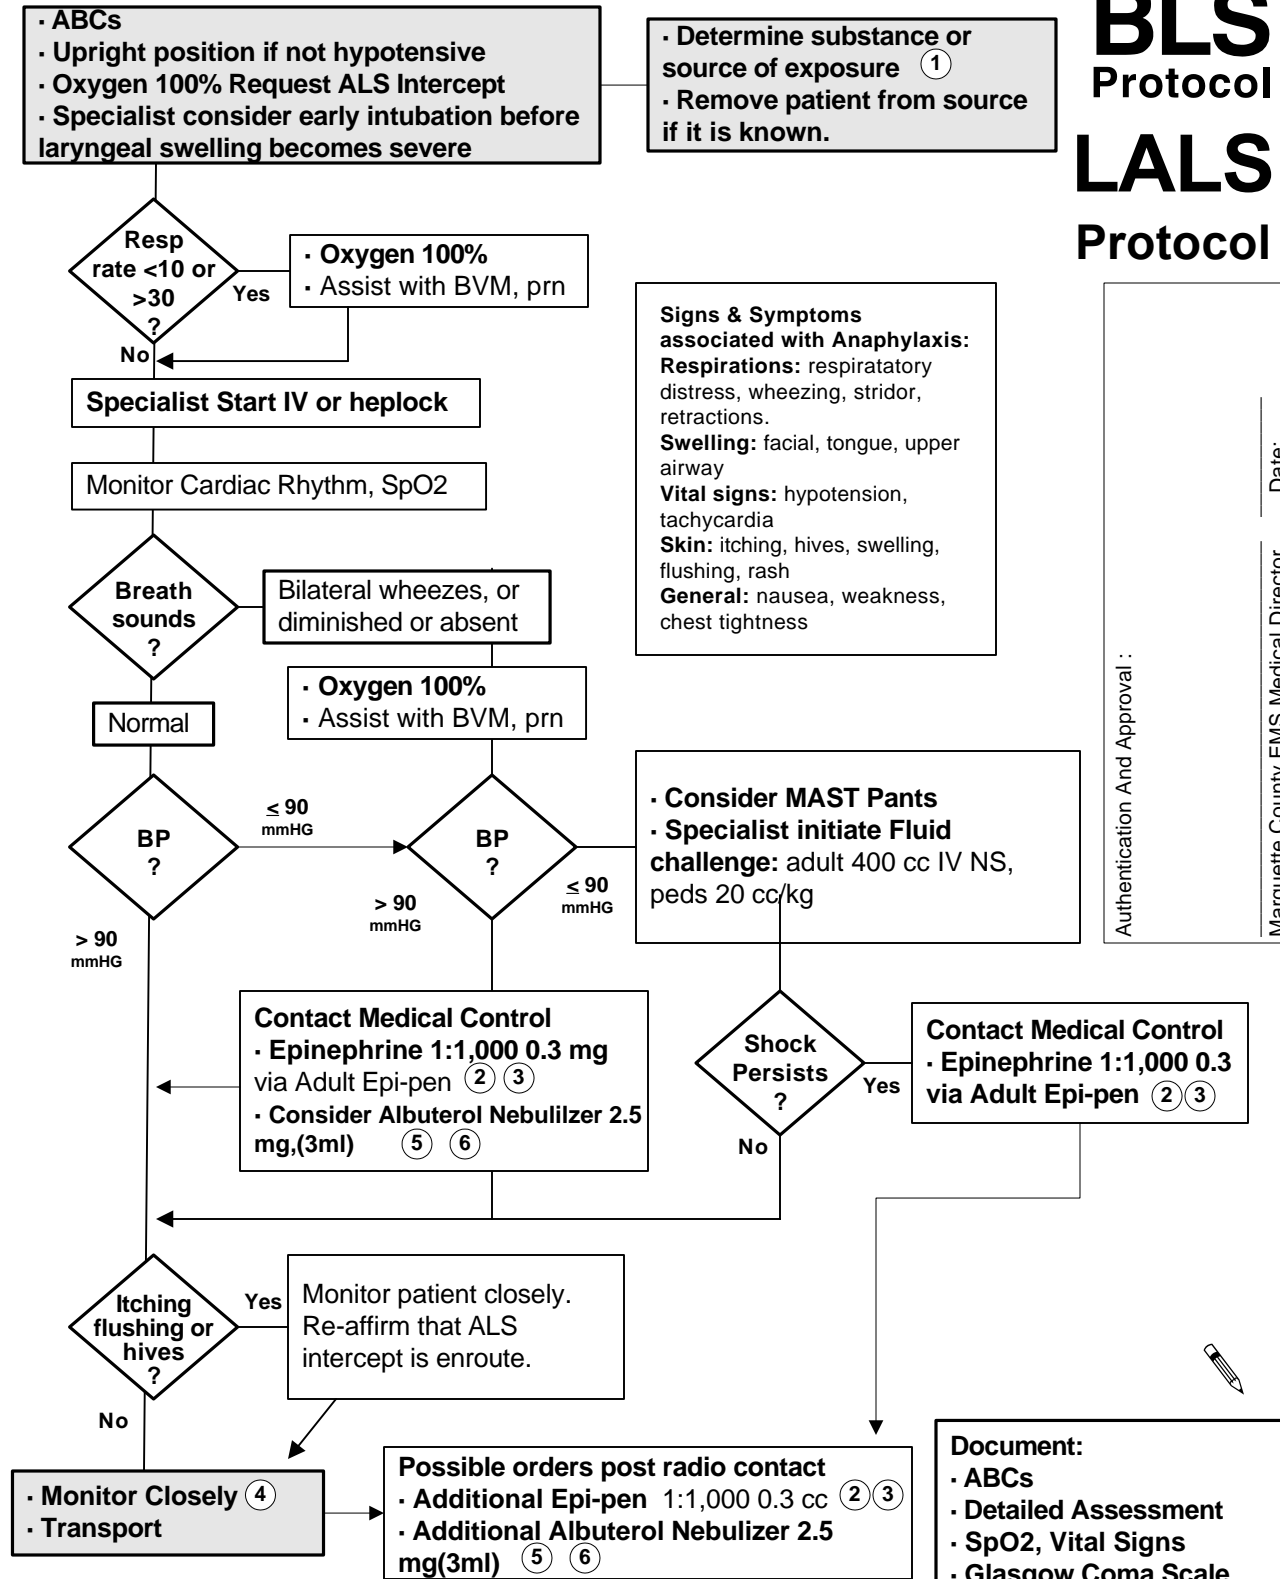 · ABCs
· Upright position if not hypotensive
· Oxygen 100% Request ALS Intercept
· Specialist consider early intubation before
laryngeal swelling becomes severe
· Determine substance or
source of exposure 1
· Remove patient from source
if it is known.
BLS
Protocol
LALS
Protocol
Resp
rate <10 or
>30
?
Yes
No
· Oxygen 100%
· Assist with BVM, prn
Specialist Start IV or heplock
Monitor Cardiac Rhythm, SpO2
Signs & Symptoms
associated with Anaphylaxis:
Respirations: respiratatory
distress, wheezing, stridor,
retractions.
Swelling: facial, tongue, upper
airway
Vital signs: hypotension,
tachycardia
Skin: itching, hives, swelling,
flushing, rash
General: nausea, weakness,
chest tightness
Authentication And Approval :
Marquette County EMS Medical Director
Date:
Breath
sounds
?
Bilateral wheezes, or
diminished or absent
Normal
· Oxygen 100%
· Assist with BVM, prn
BP
?
≤ 90
mmHG
> 90
mmHG
BP
?
> 90
mmHG
≤ 90
mmHG
· Consider MAST Pants
· Specialist initiate Fluid
challenge: adult 400 cc IV NS,
peds 20 cc/kg
Contact Medical Control
· Epinephrine 1:1,000 0.3 mg
via Adult Epi-pen 2 3
· Consider Albuterol Nebulilzer 2.5
mg,(3ml) 5 6
Shock
Persists
?
Yes
No
Contact Medical Control
· Epinephrine 1:1,000 0.3
via Adult Epi-pen 2 3
Itching
flushing or
hives
?
Yes
No
Monitor patient closely.
Re-affirm that ALS
intercept is enroute.
· Monitor Closely 4
· Transport
Possible orders post radio contact
· Additional Epi-pen 1:1,000 0.3 cc 2 3
· Additional Albuterol Nebulizer 2.5
mg(3ml) 5 6
Document:
· ABCs
· Detailed Assessment
· SpO2, Vital Signs
· Glasgow Coma Scale